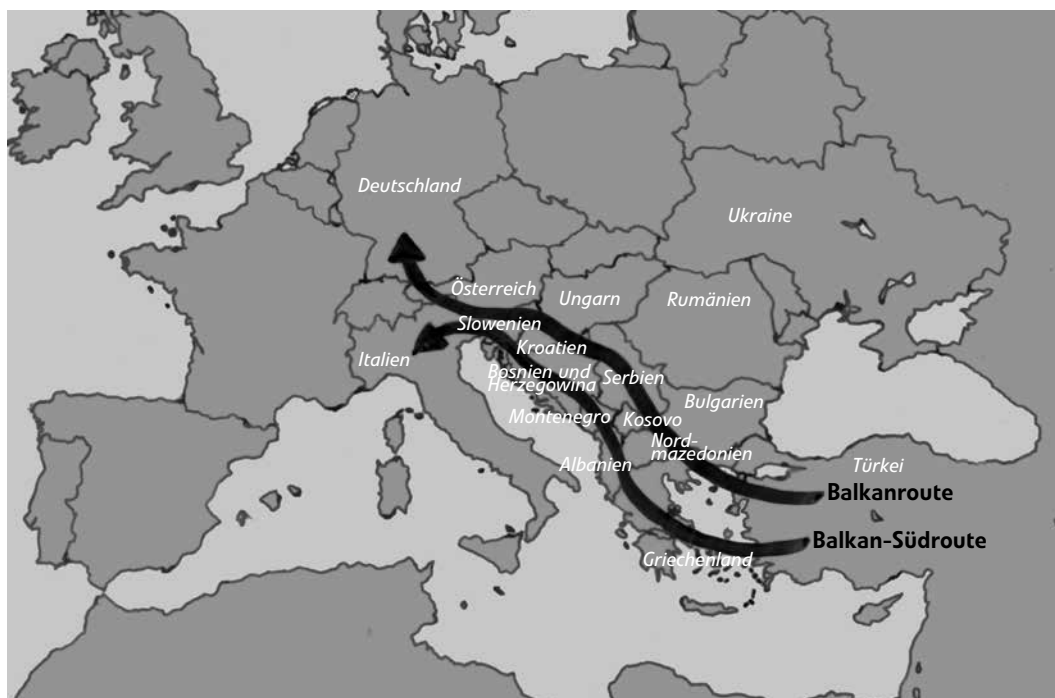 Deutschland
Ukraine
Österreich
Ungarn
Rumänien
Slowenien
Kroatien
Italien
Bosnien und
Herzegowina
Serbien
Bulgarien
Montenegro
Kosovo
Nord-
mazedonien
Albanien
Türkei
Balkanroute
Balkan-Südroute
Griechenland